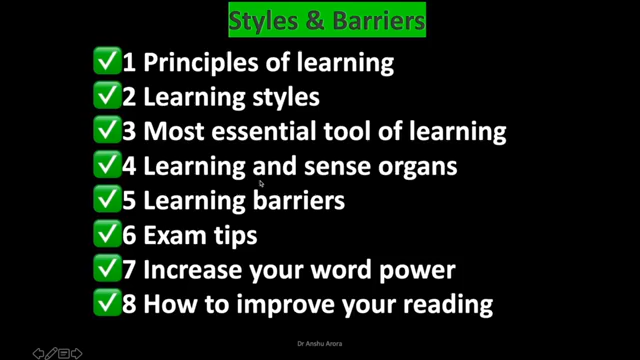 Styles & Barriers
✅1 Principles of learning
✅2 Learning styles
✅3 Most essential tool of learning
✅4 Learning and sense organs
✅5 Learning barriers
✅6 Exam tips
✅7 Increase your word power
✅8 How to improve your reading
Dr Anshu Arora